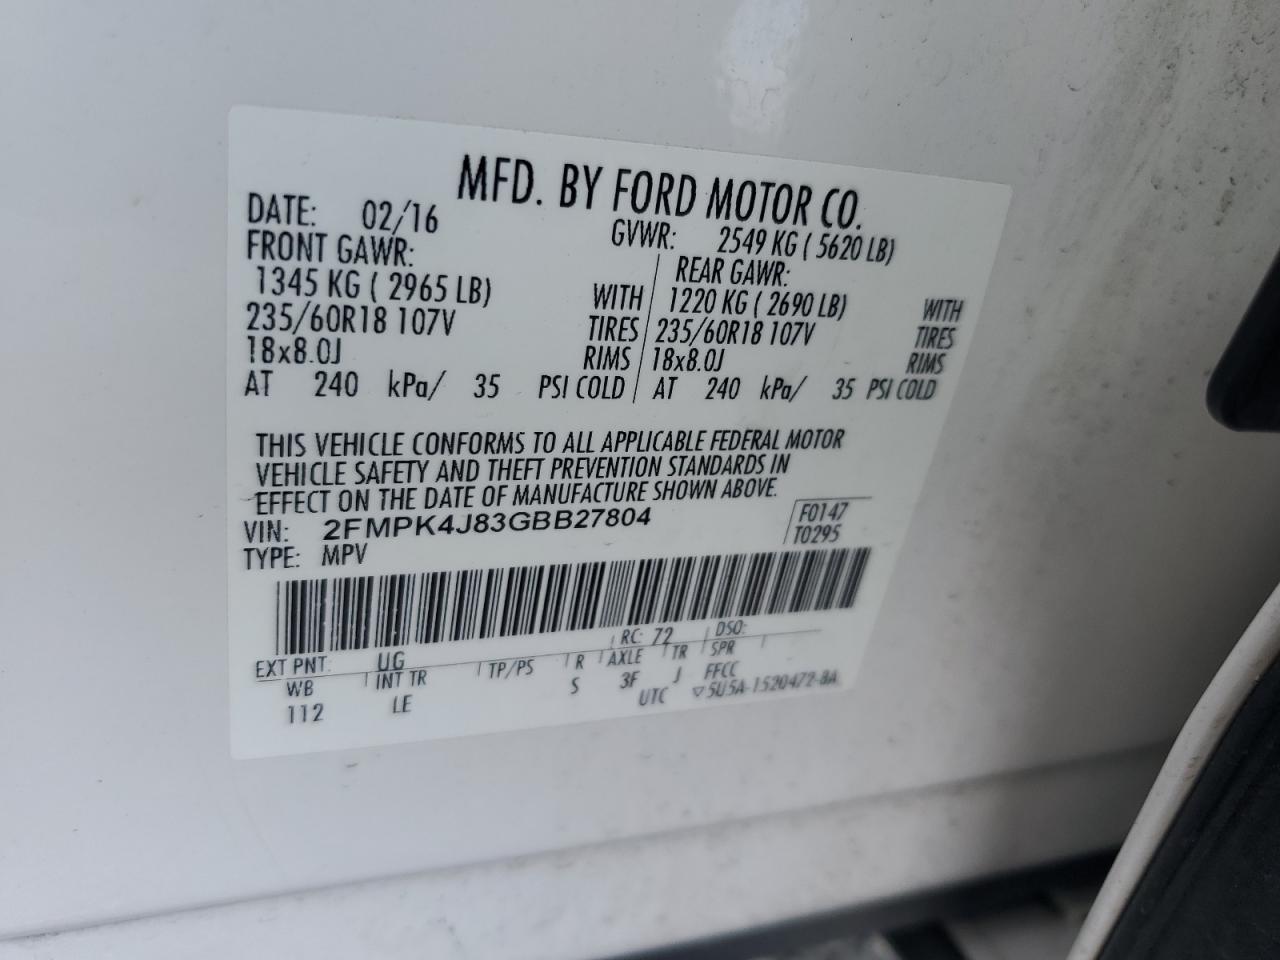 MFD. BY FORD MOTOR CO.
DATE: 02/16 GVWR: 2549 KG ( 5620 LB)
FRONT GAWR: REAR GAWR:
1345 KG ( 2965 LB) WITH 1220 KG ( 2690 LB) WITH
235/60R18 107V TIRES 235/60R18 107V TIRES
18x8.0J RIMS 18x8.0J RIMS
AT 240 kPa/ 35 PSI COLD AT 240 kPa/ 35 PSI COLD
THIS VEHICLE CONFORMS TO ALL APPLICABLE FEDERAL MOTOR
VEHICLE SAFETY AND THEFT PREVENTION STANDARDS IN
EFFECT ON THE DATE OF MANUFACTURE SHOWN ABOVE.
VIN: 2FMPK4J83GBB27804 F0147
TYPE: MPV T0295
EXT PNT: UG RC: 72 DSO:
WB INT TR TP/PS R AXLE TR SPR
112 LE S 3F J FFCC
UTC ▽5U5A-1520472-BA